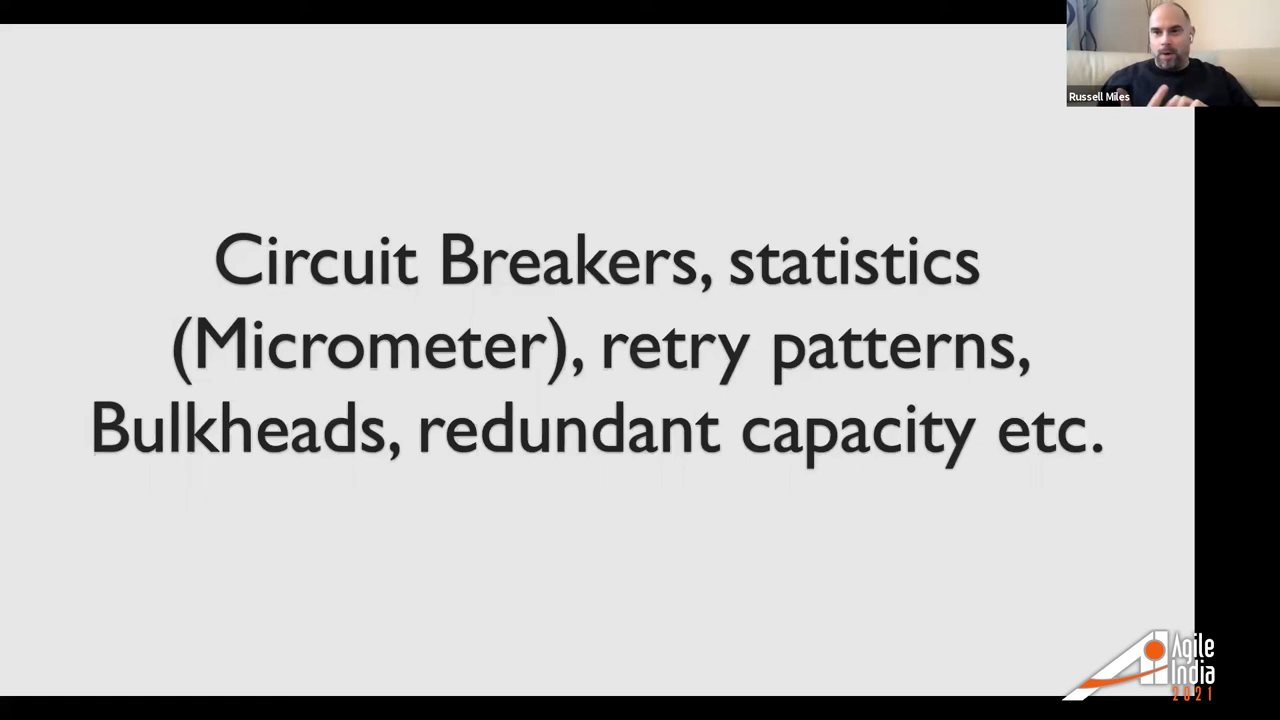 Russell Miles
Circuit Breakers, statistics
(Micrometer), retry patterns,
Bulkheads, redundant capacity etc.
Agile
India
2021